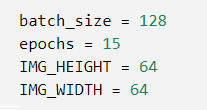 batch_size = 128
epochs = 15
IMG_HEIGHT = 64
IMG_WIDTH = 64